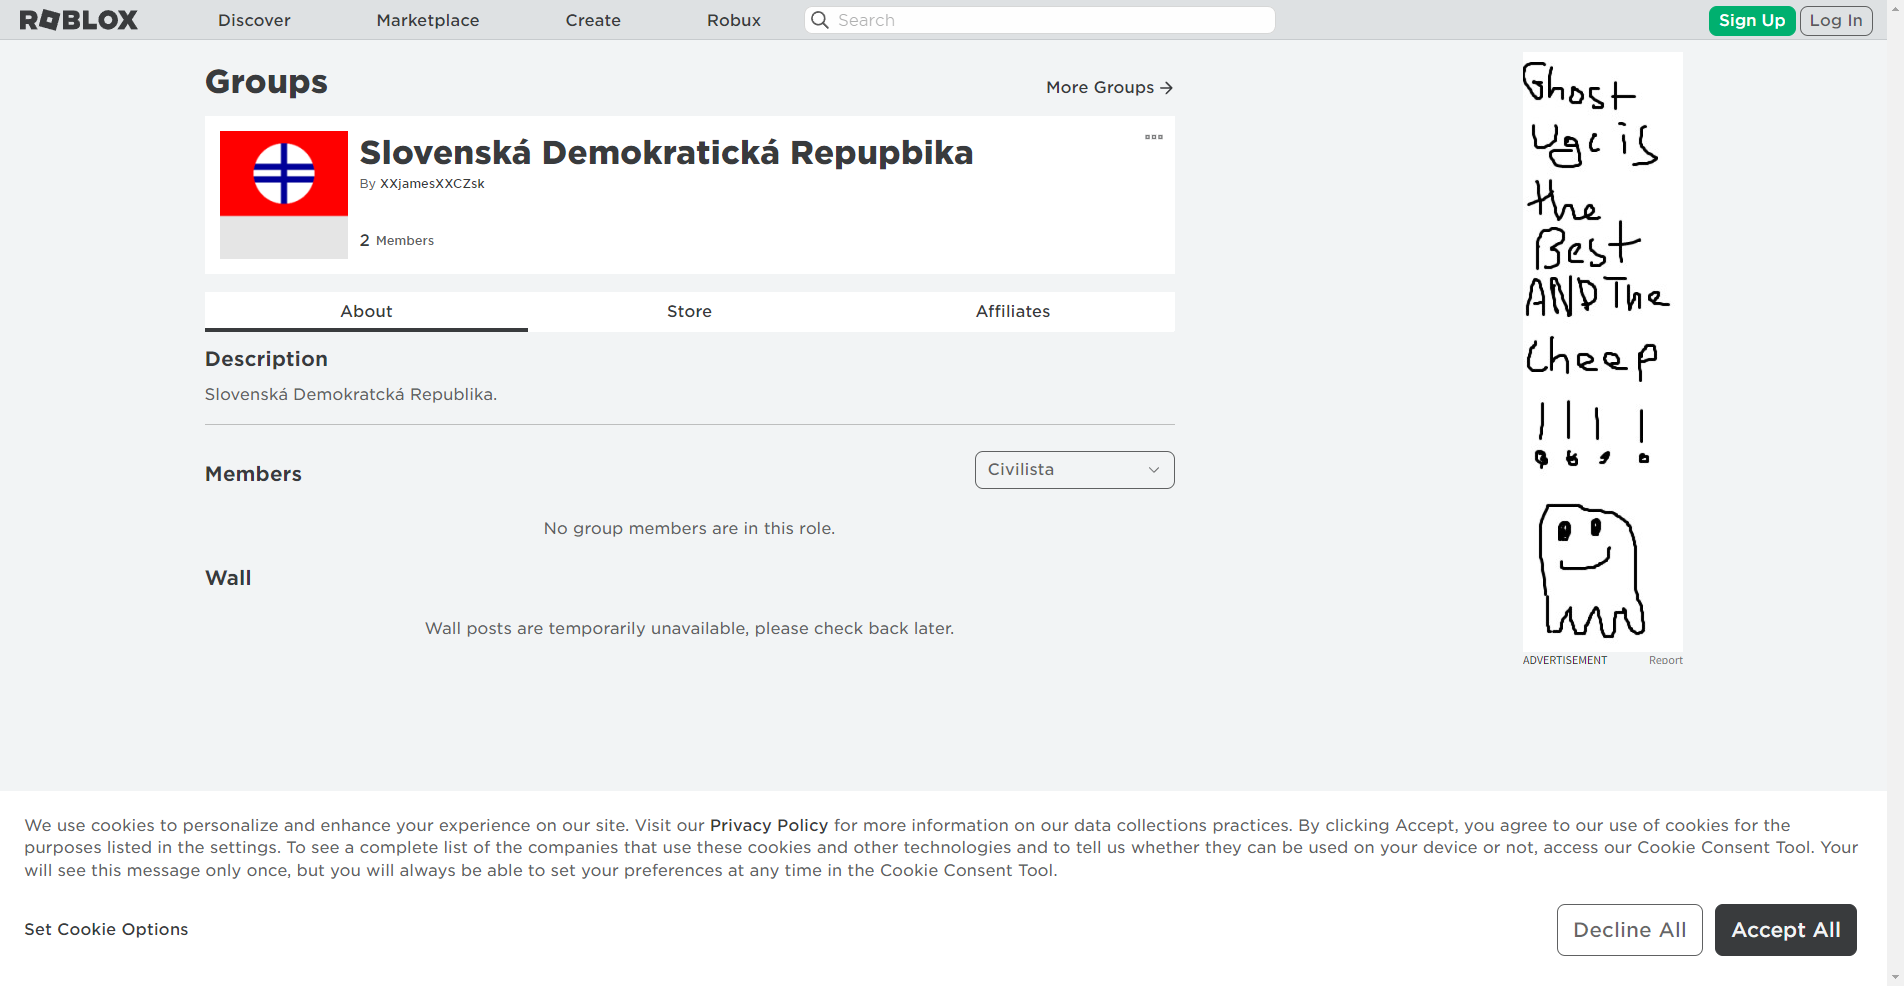 ROBLOX
Discover
Marketplace
Create
Robux
Search
Sign Up
Log In
Groups
More Groups
Slovenská Demokratická Repupbika
By XXjamesXXCZsk
2 Members
About
Store
Affiliates
Description
Slovenská Demokratcká Republika.
Members
Civilista
No group members are in this role.
Wall
Wall posts are temporarily unavailable, please check back later.
Ghost
Ugc is
the
Best
AND The
Cheep
!!!!
ADVERTISEMENT
Report
We use cookies to personalize and enhance your experience on our site. Visit our Privacy Policy for more information on our data collections practices. By clicking Accept, you agree to our use of cookies for the
purposes listed in the settings. To see a complete list of the companies that use these cookies and other technologies and to tell us whether they can be used on your device or not, access our Cookie Consent Tool. Your
will see this message only once, but you will always be able to set your preferences at any time in the Cookie Consent Tool.
Set Cookie Options
Decline All
Accept All